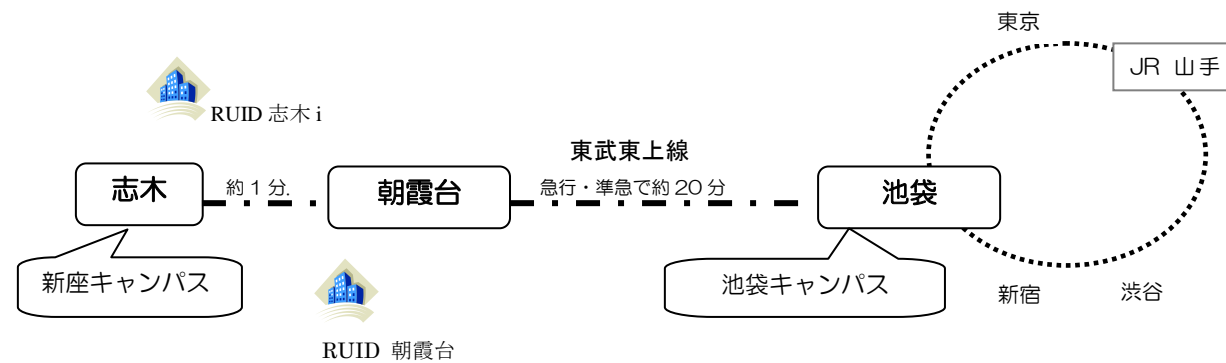 東京
JR 山手
RUID 志木 i
東武東上線
志木
約１分.
朝霞台
急行・準急で約 20 分
池袋
新座キャンパス
池袋キャンパス
新宿
渋谷
RUID 朝霞台